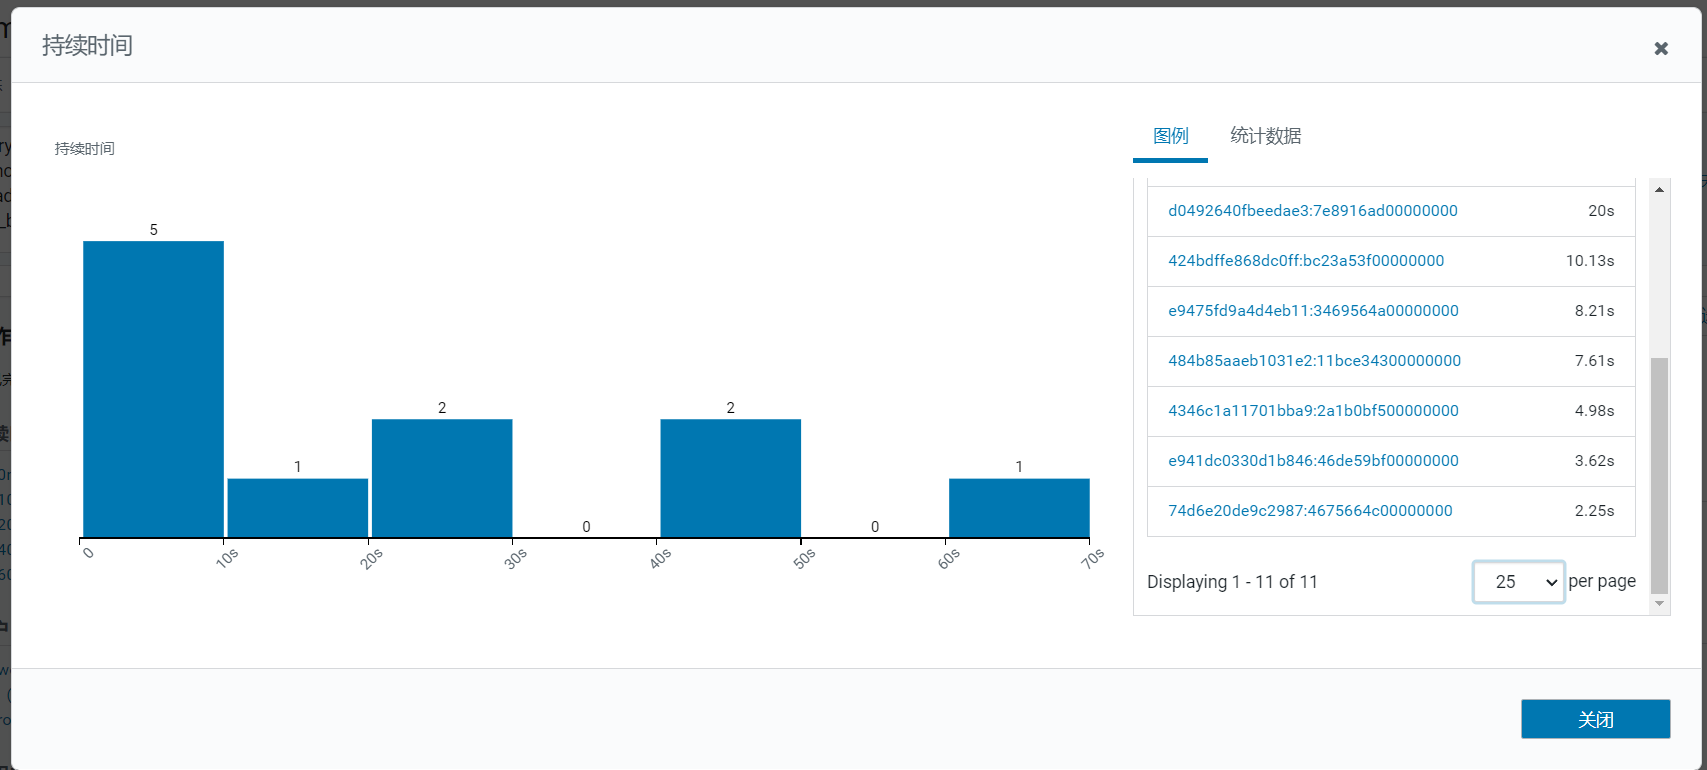 持续时间
持续时间
5
1
2
0
2
0
1
0
10s
20s
30s
40s
50s
60s
70s
图例
统计数据
d0492640fbeedae3:7e8916ad00000000 20s
424bdffe868dc0ff:bc23a53f00000000 10.13s
e9475fd9a4d4eb11:3469564a00000000 8.21s
484b85aaeb1031e2:11bce34300000000 7.61s
4346c1a11701bba9:2a1b0bf500000000 4.98s
e941dc0330d1b846:46de59bf00000000 3.62s
74d6e20de9c2987:4675664c00000000 2.25s
Displaying 1 - 11 of 11 25 per page
关闭